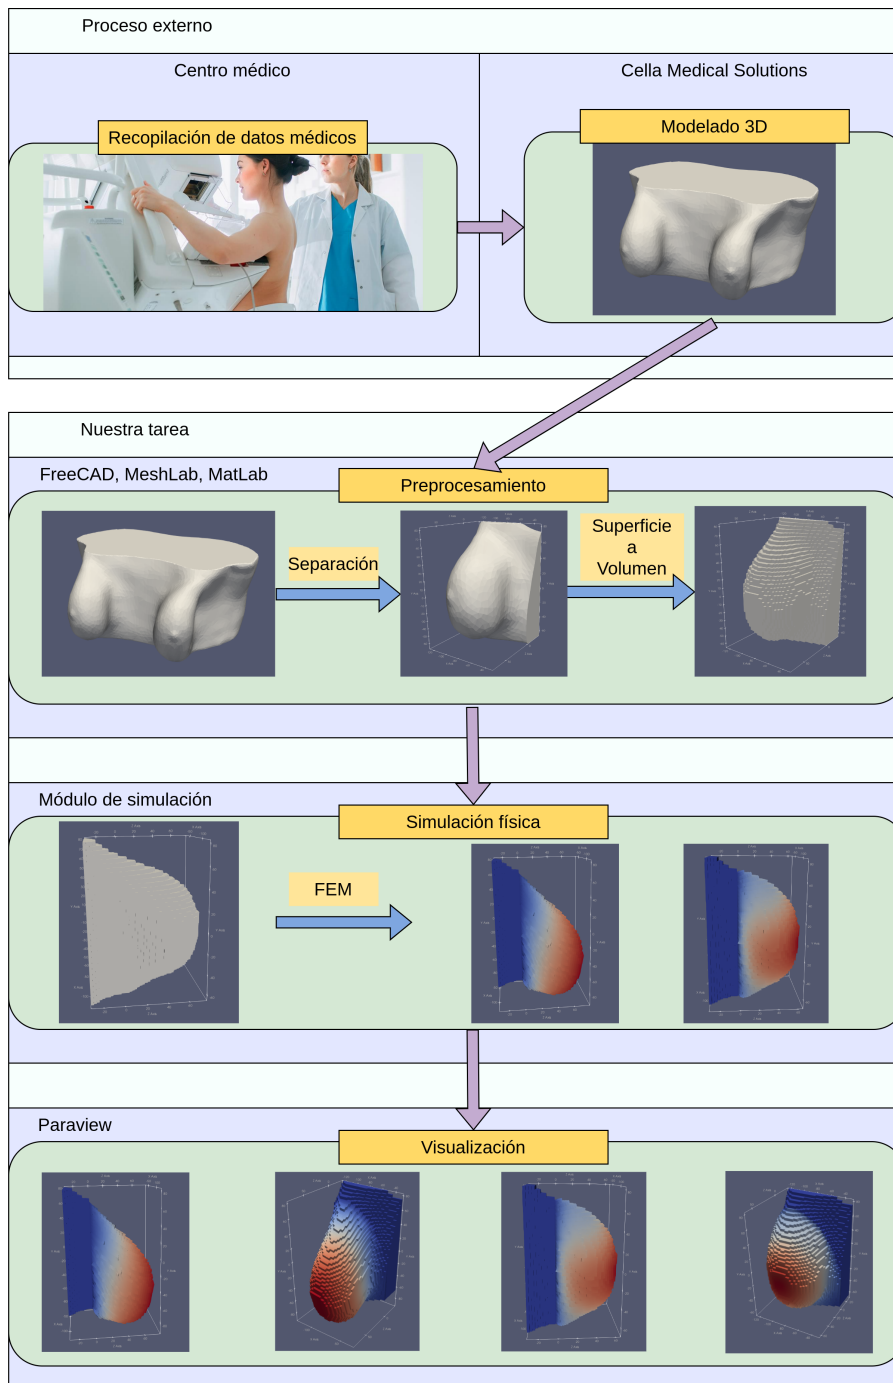 Proceso externo
Centro médico
Cella Medical Solutions
Recopilación de datos médicos
Modelado 3D
Nuestra tarea
FreeCAD, MeshLab, MatLab
Preprocesamiento
Separación
Superficie
a
Volumen
Módulo de simulación
Simulación física
FEM
Paraview
Visualización